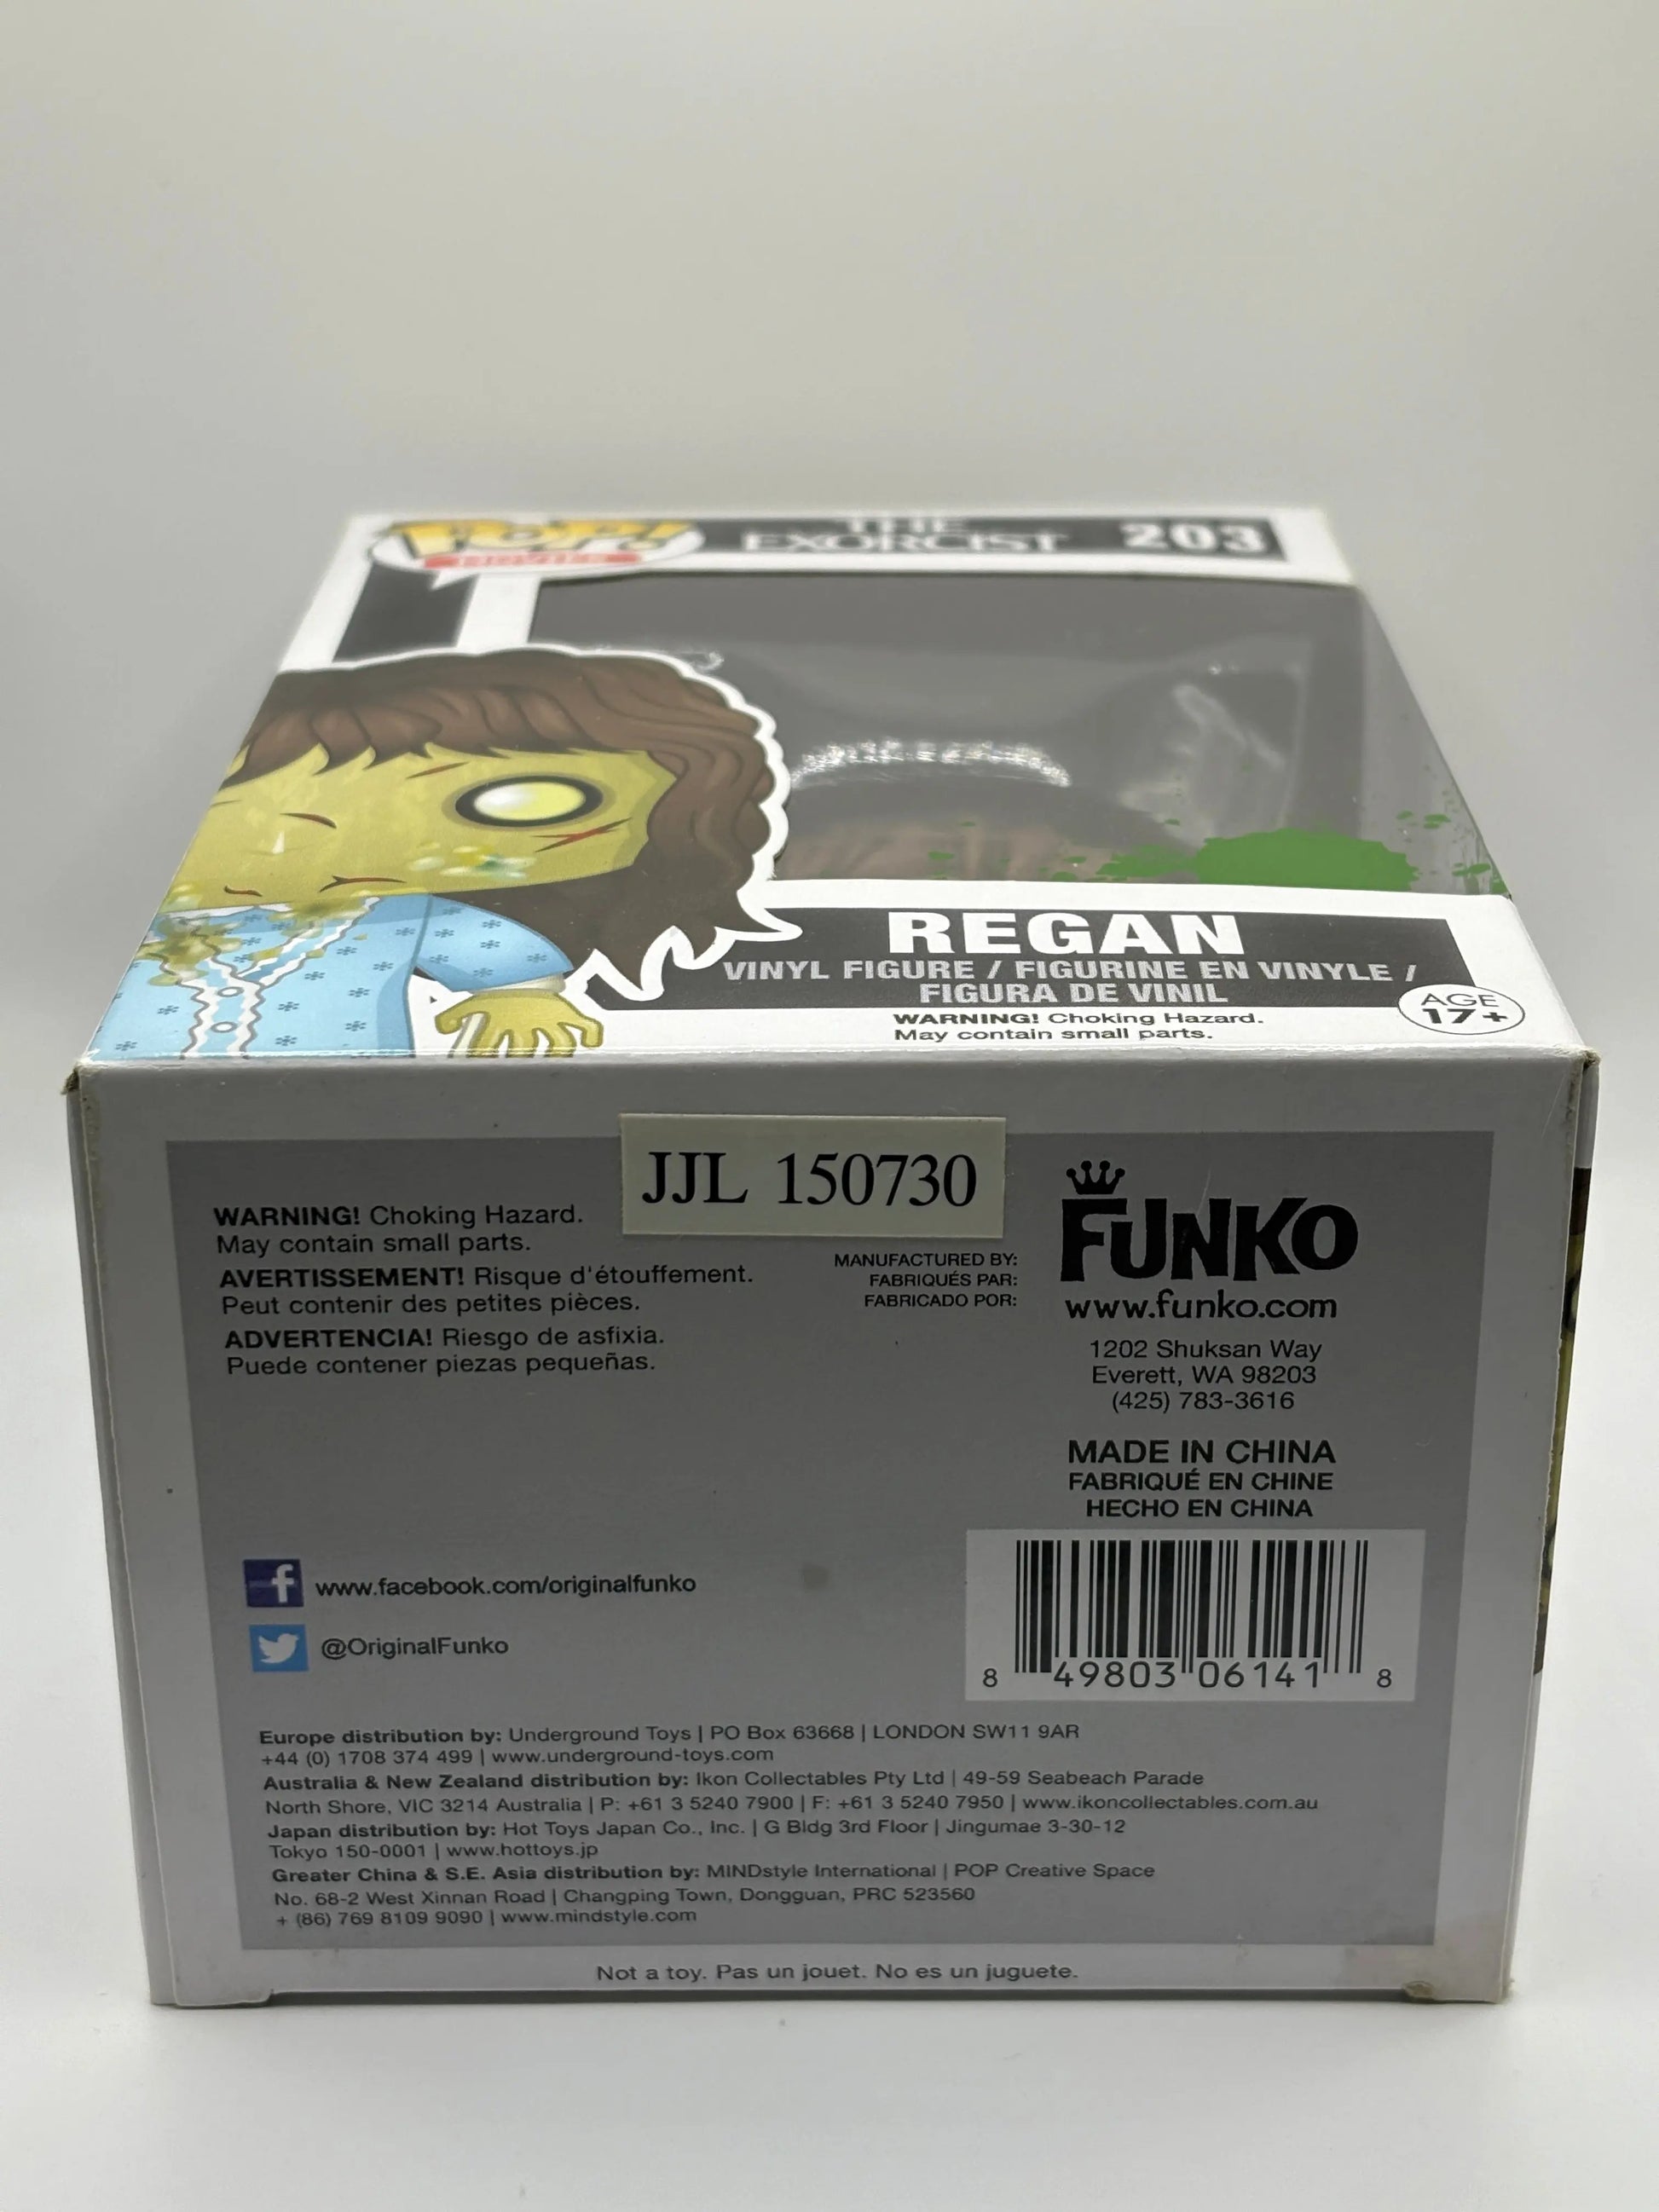 POP!
MOVIES
THE
EXORCIST
203
REGAN
VINYL FIGURE / FIGURINE EN VINYLE /
FIGURA DE VINIL
WARNING! Choking Hazard.
May contain small parts.
AGE
17+
JJL 150730
WARNING! Choking Hazard.
May contain small parts.
AVERTISSEMENT! Risque d'étouffement.
Peut contenir des petites pièces.
ADVERTENCIA! Riesgo de asfixia.
Puede contener piezas pequeñas.
MANUFACTURED BY:
FABRIQUÉS PAR:
FABRICADO POR:
FUNKO
www.funko.com
1202 Shuksan Way
Everett, WA 98203
(425) 783-3616
MADE IN CHINA
FABRIQUÉ EN CHINE
HECHO EN CHINA
f www.facebook.com/originalfunko
@OriginalFunko
8 49803 06141 8
Europe distribution by: Underground Toys | PO Box 63668 | LONDON SW11 9AR
+44 (0) 1708 374 499 | www.underground-toys.com
Australia & New Zealand distribution by: Ikon Collectables Pty Ltd | 49-59 Seabeach Parade
North Shore, VIC 3214 Australia | P: +61 3 5240 7900 | F: +61 3 5240 7950 | www.ikoncollectables.com.au
Japan distribution by: Hot Toys Japan Co., Inc. | G Bldg 3rd Floor | Jingumae 3-30-12
Tokyo 150-0001 | www.hottoys.jp
Greater China & S.E. Asia distribution by: MINDstyle International | POP Creative Space
No. 68-2 West Xinnan Road | Changping Town, Dongguan, PRC 523560
+ (86) 769 8109 9090 | www.mindstyle.com
Not a toy. Pas un jouet. No es un juguete.